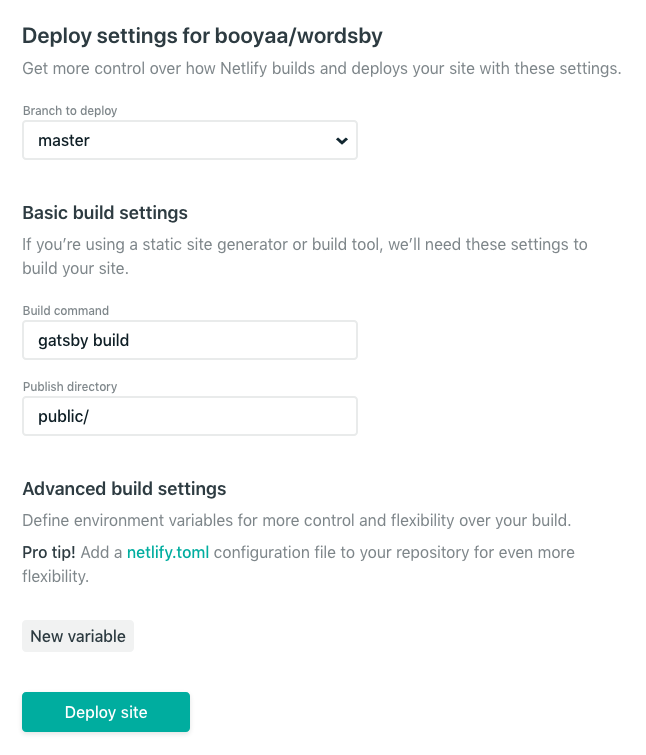 Deploy settings for booyaa/wordsby
Get more control over how Netlify builds and deploys your site with these settings.
Branch to deploy
master
Basic build settings
If you’re using a static site generator or build tool, we’ll need these settings to
build your site.
Build command
gatsby build
Publish directory
public/
Advanced build settings
Define environment variables for more control and flexibility over your build.
Pro tip! Add a netlify.toml configuration file to your repository for even more
flexibility.
New variable
Deploy site